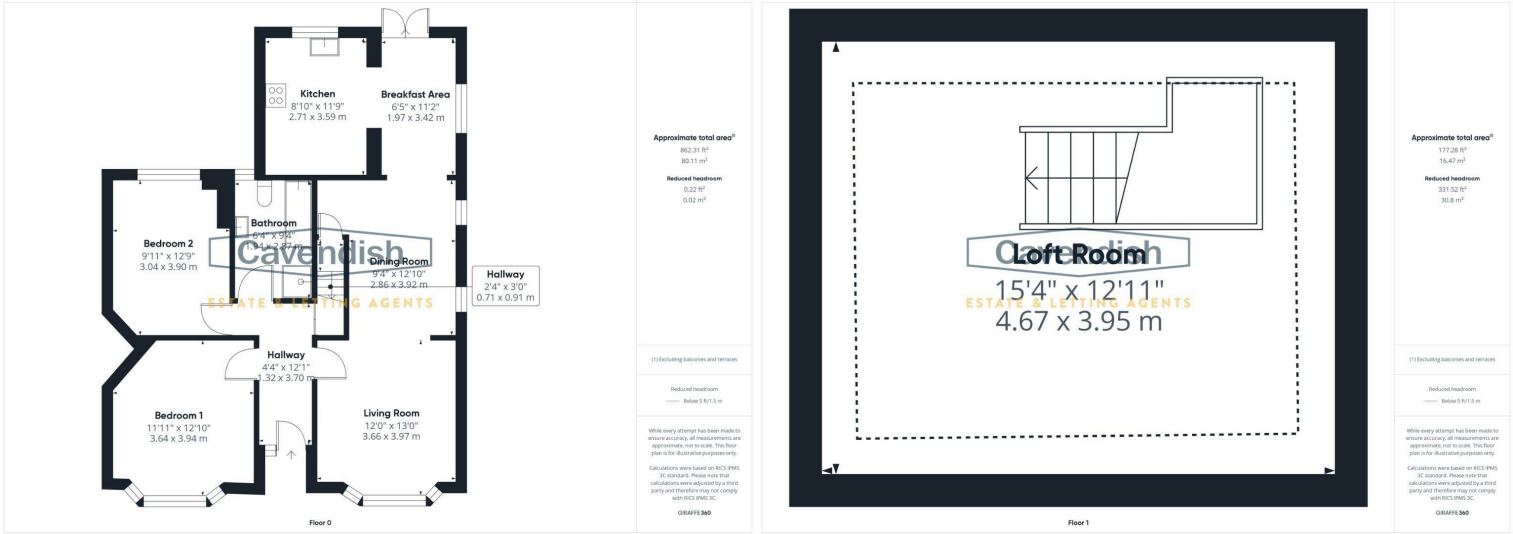 Kitchen
8'10" x 11'9"
2.71 x 3.59 m
Breakfast Area
6'5" x 11'2"
1.97 x 3.42 m
Bathroom
6'4" x 9'4"
1.94 x 2.87 m
Bedroom 2
9'11" x 12'9"
3.04 x 3.90 m
Cavendish
ESTATE & LETTING AGENTS
Dining Room
9'4" x 12'10"
2.86 x 3.92 m
Hallway
2'4" x 3'0"
0.71 x 0.91 m
Hallway
4'4" x 12'1"
1.32 x 3.70 m
Bedroom 1
11'11" x 12'10"
3.64 x 3.94 m
Living Room
12'0" x 13'0"
3.66 x 3.97 m
Floor 0
Approximate total area(1)
862.31 ft²
80.11 m²
Reduced headroom
0.22 ft²
0.02 m²
(1) Excluding balconies and terraces
Reduced headroom
Below 5 ft/1.5 m
While every attempt has been made to
ensure accuracy, all measurements are
approximate, not to scale. This floor
plan is for illustrative purposes only.
Calculations were based on RICS IPMS
3C standard. Please note that
calculations were adjusted by a third
party and therefore may not comply
with RICS IPMS 3C.
GIRAFFE360
Cavendish
ESTATE & LETTING AGENTS
Loft Room
15'4" x 12'11"
4.67 x 3.95 m
Floor 1
Approximate total area(1)
177.28 ft²
16.47 m²
Reduced headroom
331.52 ft²
30.8 m²
(1) Excluding balconies and terraces
Reduced headroom
Below 5 ft/1.5 m
While every attempt has been made to
ensure accuracy, all measurements are
approximate, not to scale. This floor
plan is for illustrative purposes only.
Calculations were based on RICS IPMS
3C standard. Please note that
calculations were adjusted by a third
party and therefore may not comply
with RICS IPMS 3C.
GIRAFFE360